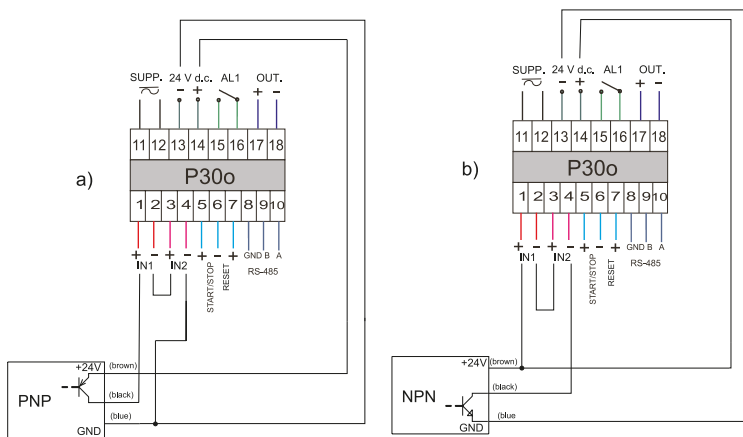 a)
SUPP. 24 V d.c. AL1 OUT.
- + + -
11 12 13 14 15 16 17 18
P30o
1 2 3 4 5 6 7 8 9 10
+ - + - + - + GND B A
IN1 IN2
START/STOP
RESET
RS-485
PNP
+24V (brown)
(black)
(blue)
GND
b)
SUPP. 24 V d.c. AL1 OUT.
- + + -
11 12 13 14 15 16 17 18
P30o
1 2 3 4 5 6 7 8 9 10
+ - + - + - + GND B A
IN1 IN2
START/STOP
RESET
RS-485
NPN
+24V (brown)
(black)
(blue
GND